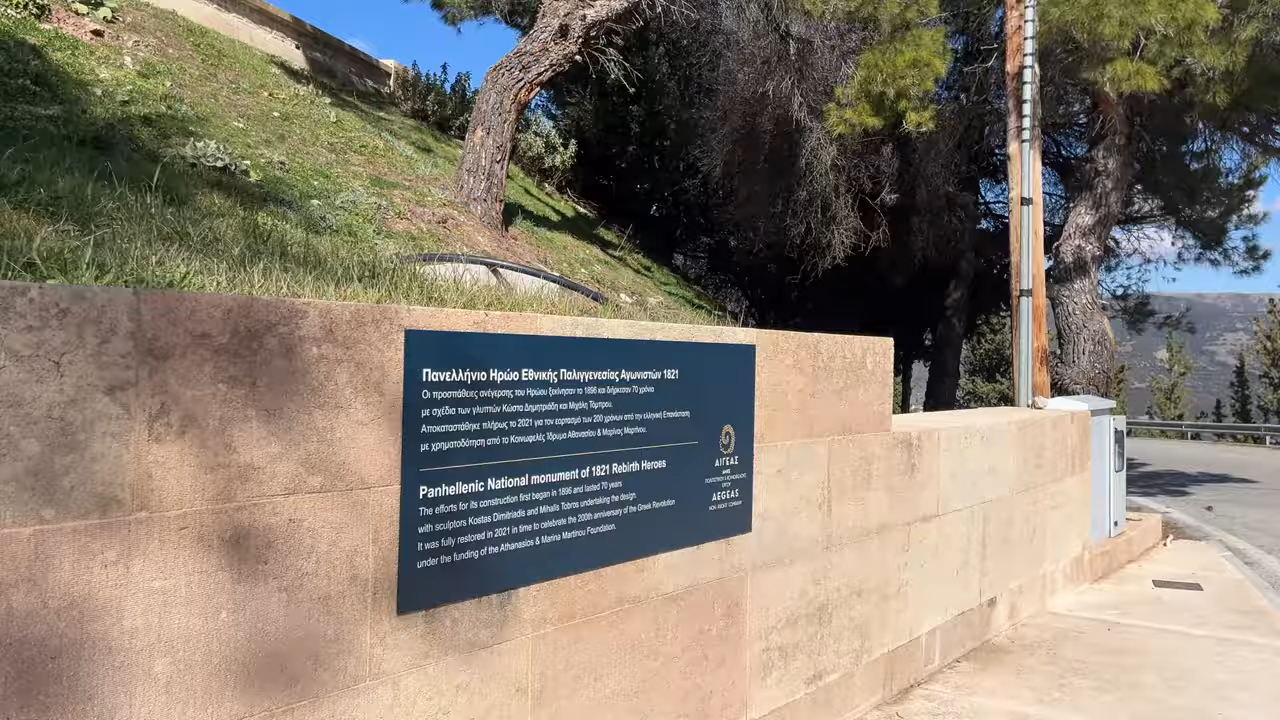 Πανελλήνιο Ηρώο Εθνικής Παλιγγενεσίας Αγωνιστών 1821
Οι προσπάθειες ανέγερσης του Ηρώου ξεκίνησαν το 1896 και διήρκεσαν 70 χρόνια
με σχέδια των γλυπτών Κώστα Δημητριάδη και Μιχάλη Τόμπρου.
Αποκαταστάθηκε πλήρως το 2021 για τον εορτασμό των 200 χρόνων από την ελληνική Επανάσταση
με χρηματοδότηση από το Κοινωφελές Ίδρυμα Αθανασίου & Μαρίνας Μαρτίνου.
Panhellenic National monument of 1821 Rebirth Heroes
The efforts for its construction first began in 1896 and lasted 70 years
with sculptors Kostas Dimitriadis and Mihalis Tobros undertaking the design.
It was fully restored in 2021 in time to celebrate the 200th anniversary of the Greek Revolution
under the funding of the Athanasios & Marina Martinou Foundation.
ΑΙΓΕΑΣ
ΑΜΚΕ
ΠΟΛΙΤΙΣΤΙΚΟΥ & ΚΟΙΝΩΦΕΛΟΥΣ
ΕΡΓΟΥ
AEGEAS
NON-PROFIT COMPANY